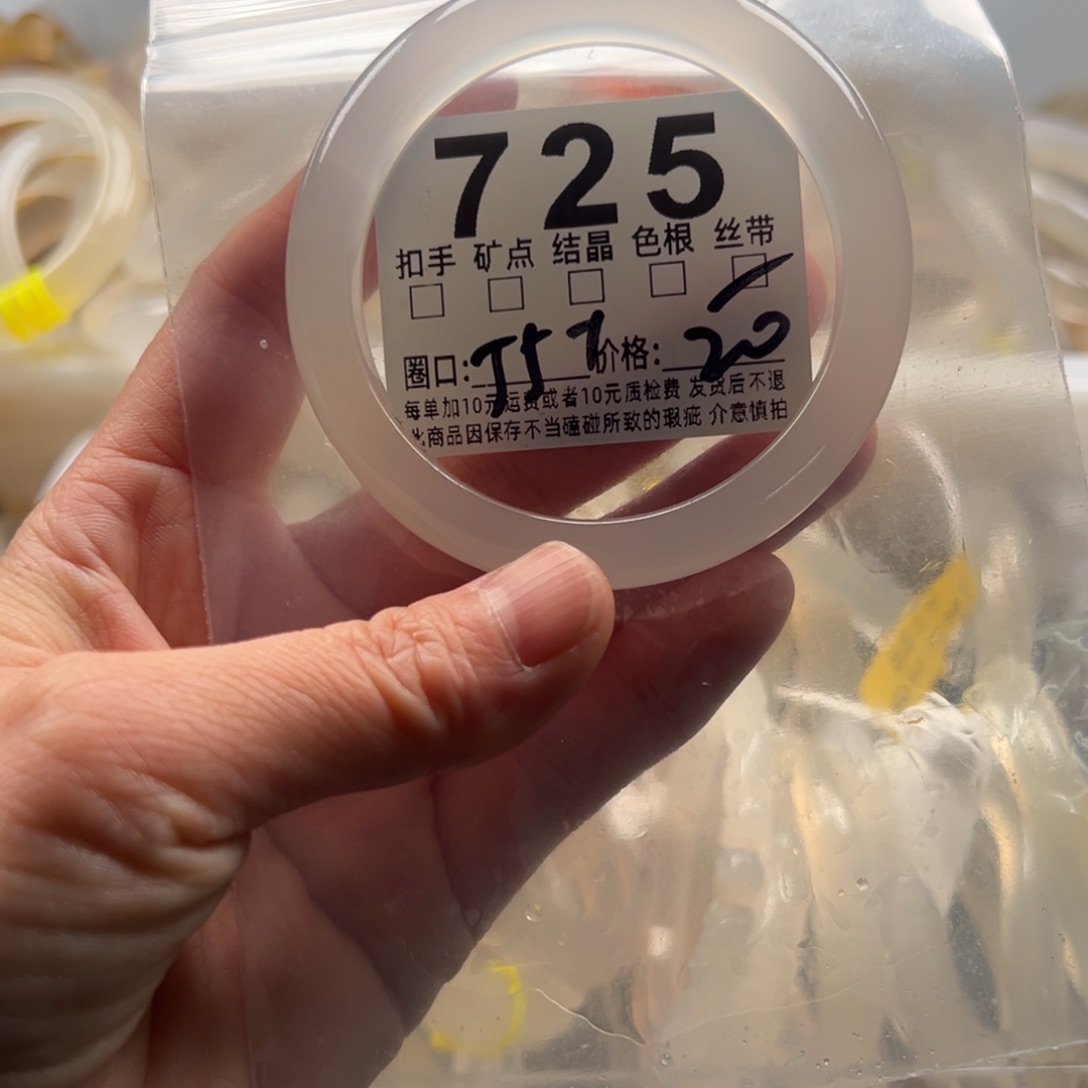 725
扣手 矿点 结晶 色根 丝带
圈口: 价格: 20
每单加10元运费或者10元质检费 发货后不退
此商品因保存不当磕碰所致的瑕疵 介意慎拍